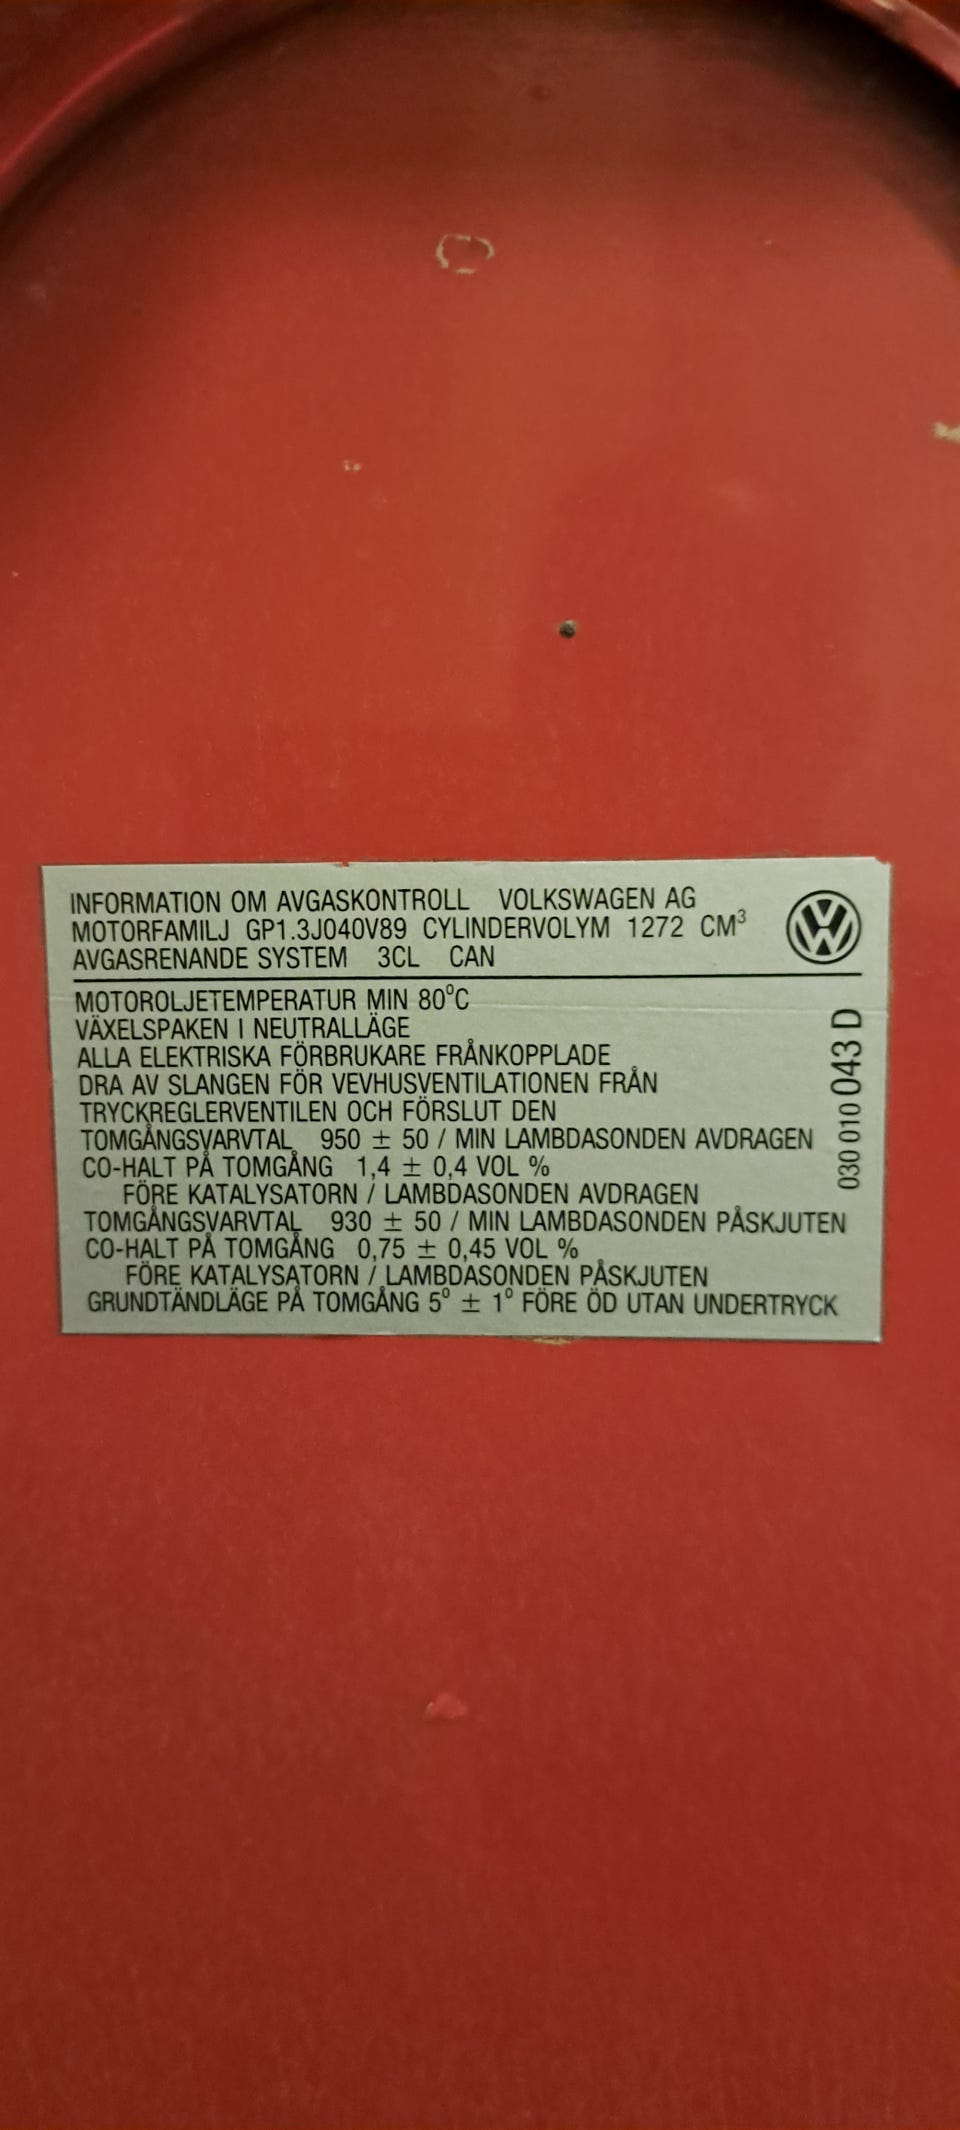 INFORMATION OM AVGASKONTROLL VOLKSWAGEN AG
MOTORFAMILJ GP1.3J040V89 CYLINDERVOLYM 1272 CM³
AVGASRENANDE SYSTEM 3CL CAN
MOTOROLJETEMPERATUR MIN 80°C
VÄXELSPAKEN I NEUTRALLÄGE
ALLA ELEKTRISKA FÖRBRUKARE FRÅNKOPPLADE
DRA AV SLANGEN FÖR VEVHUSVENTILATIONEN FRÅN
TRYCKREGLERVENTILEN OCH FÖRSLUT DEN
TOMGÅNGSVARVTAL 950 ± 50 / MIN LAMBDASONDEN AVDRAGEN
CO-HALT PÅ TOMGÅNG 1,4 ± 0,4 VOL %
FÖRE KATALYSATORN / LAMBDASONDEN AVDRAGEN
TOMGÅNGSVARVTAL 930 ± 50 / MIN LAMBDASONDEN PÅSKJUTEN
CO-HALT PÅ TOMGÅNG 0,75 ± 0,45 VOL %
FÖRE KATALYSATORN / LAMBDASONDEN PÅSKJUTEN
GRUNDTÄNDLÄGE PÅ TOMGÅNG 5° ± 1° FÖRE ÖD UTAN UNDERTRYCK
VW
030 010 043 D